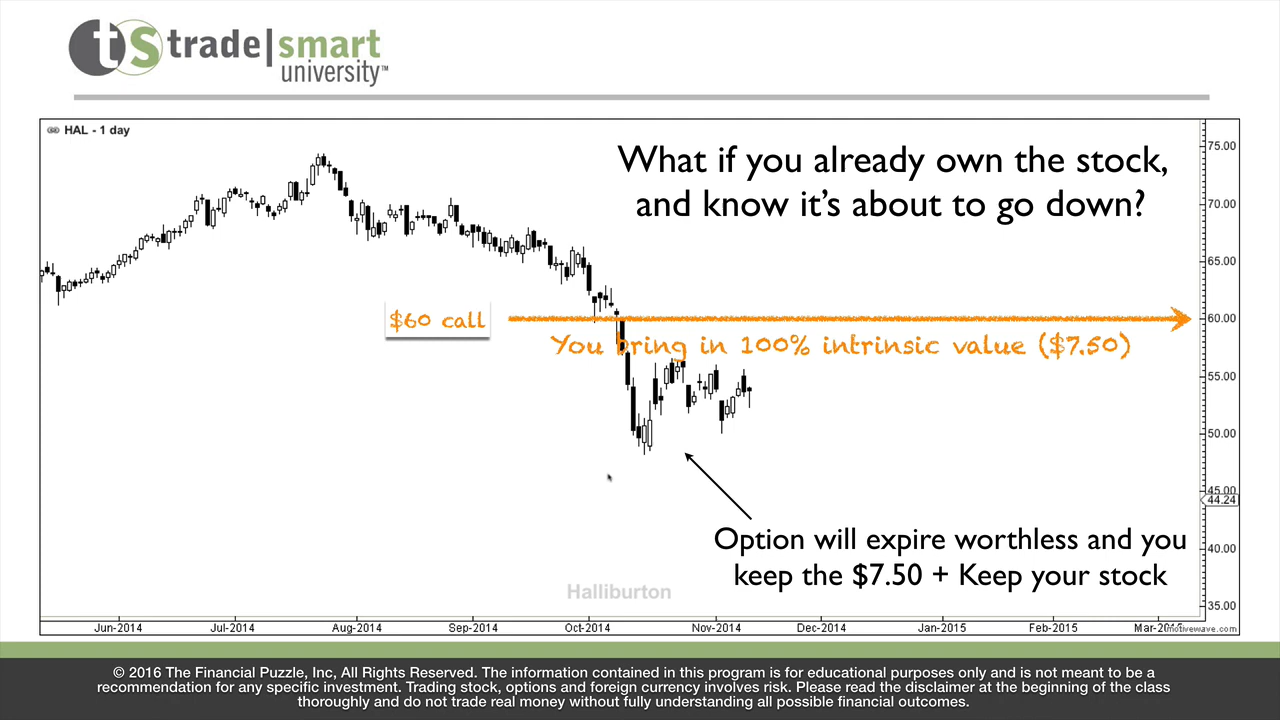 ts trade|smart
university™
HAL - 1 day
What if you already own the stock,
and know it's about to go down?
75.00
70.00
65.00
$60 call
60.00
You bring in 100% intrinsic value ($7.50)
55.00
50.00
45.00
44.24
Option will expire worthless and you
keep the $7.50 + Keep your stock
40.00
Halliburton
35.00
Jun-2014 Jul-2014 Aug-2014 Sep-2014 Oct-2014 Nov-2014 Dec-2014 Jan-2015 Feb-2015 Mar-2015
motivewave.com
© 2016 The Financial Puzzle, Inc, All Rights Reserved. The information contained in this program is for educational purposes only and is not meant to be a
recommendation for any specific investment. Trading stock, options and foreign currency involves risk. Please read the disclaimer at the beginning of the class
thoroughly and do not trade real money without fully understanding all possible financial outcomes.